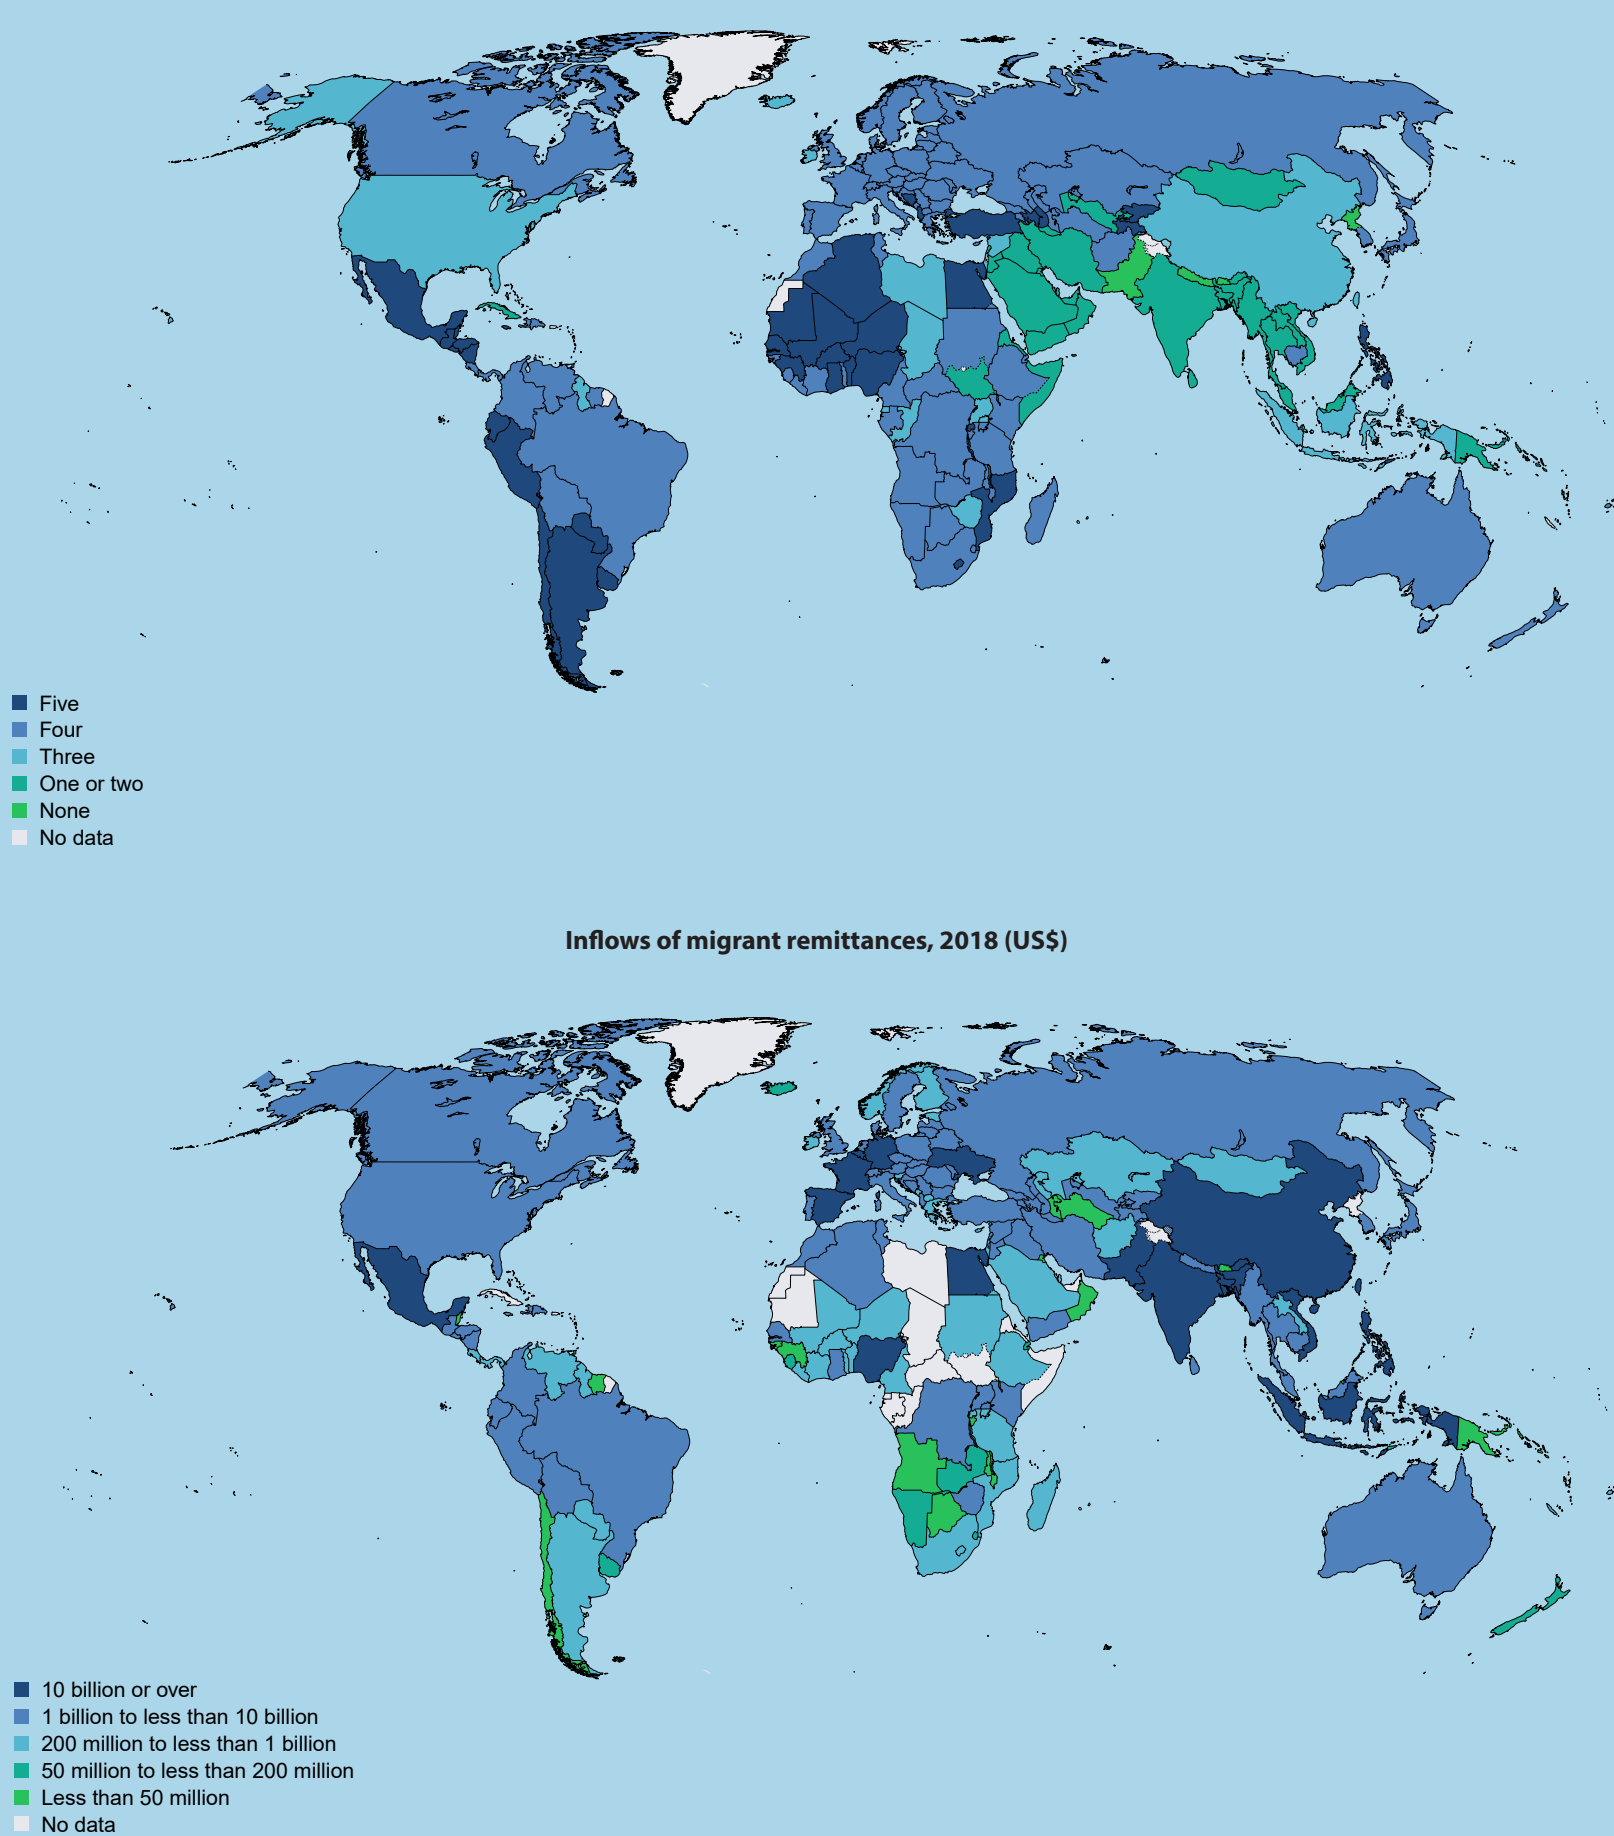 Five
Four
Three
One or two
None
No data
Inflows of migrant remittances, 2018 (US$)
10 billion or over
1 billion to less than 10 billion
200 million to less than 1 billion
50 million to less than 200 million
Less than 50 million
No data